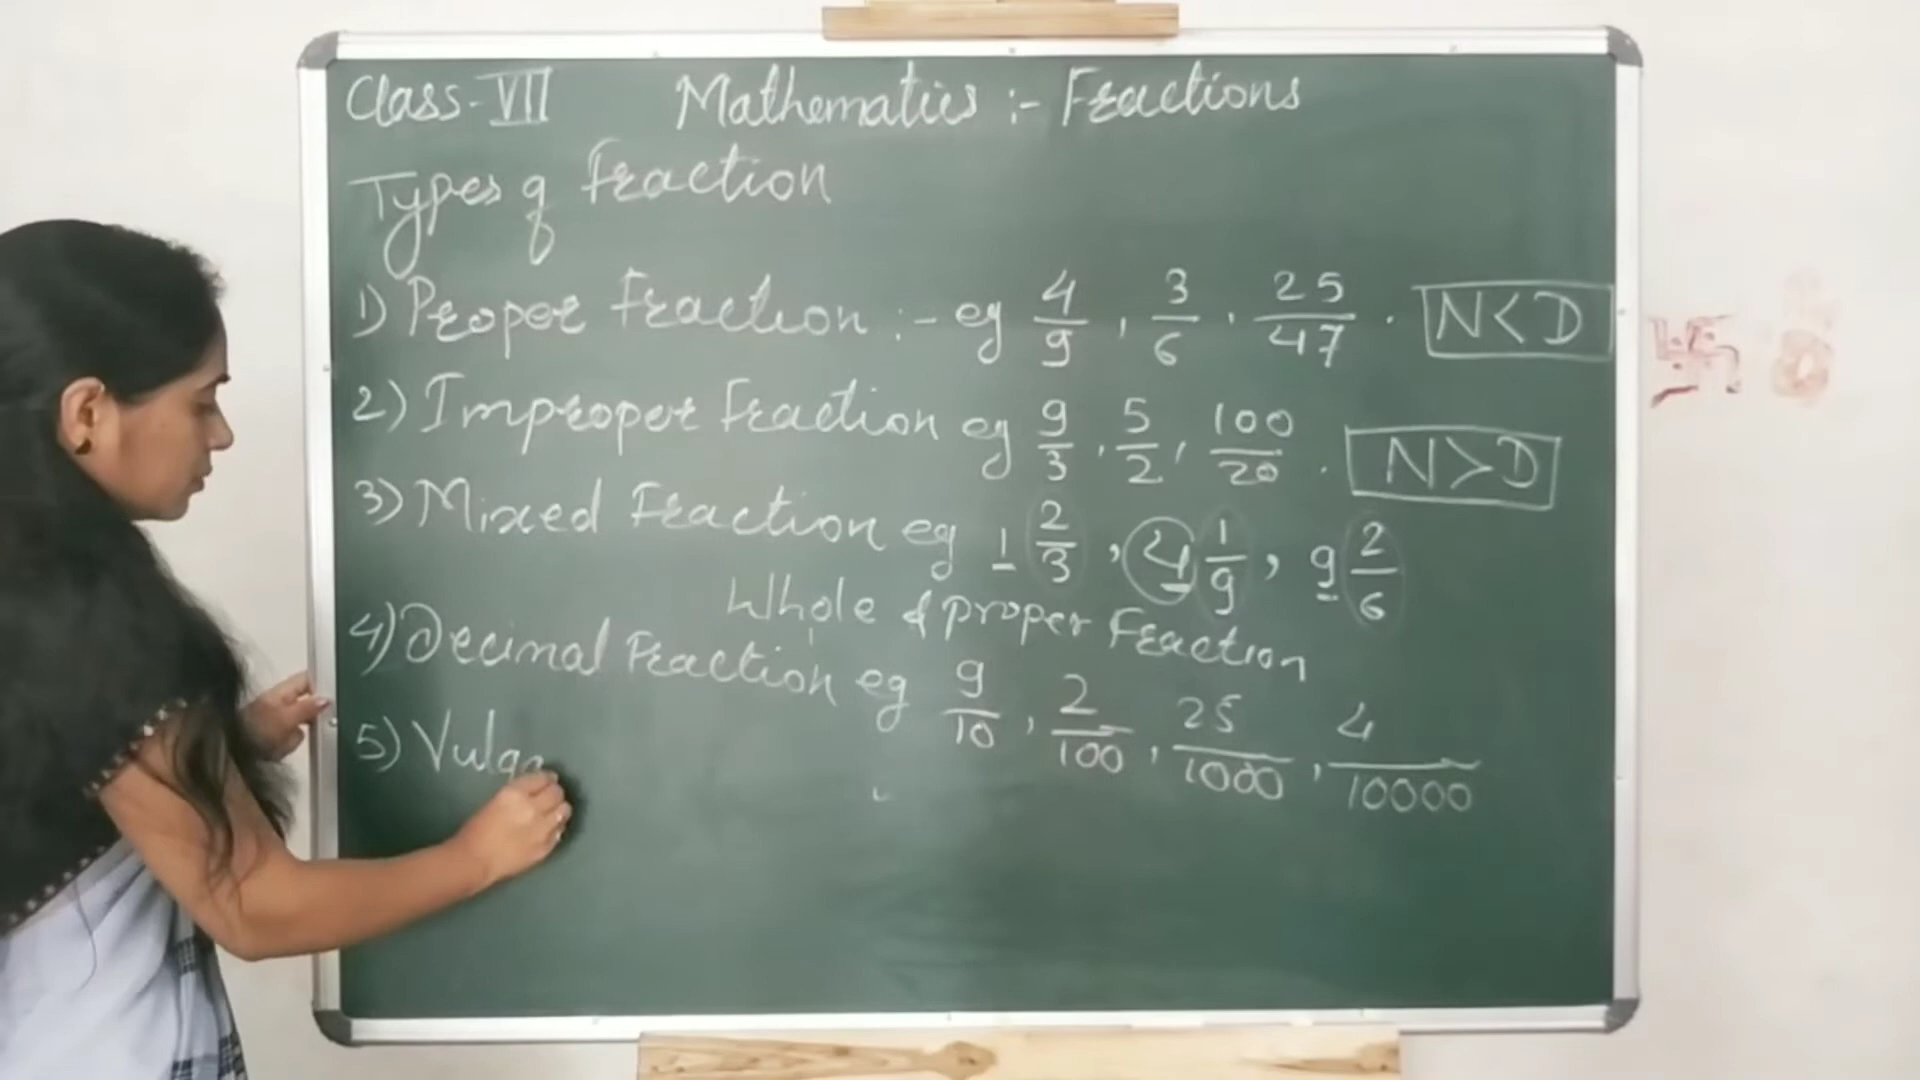 Class-VII Mathematics :- Fractions
Types of Fraction
1) Proper Fraction :- eg 4/9, 3/6, 25/47. N<D
2) Improper Fraction eg 9/3, 5/2, 100/20. N>D
3) Mixed Fraction eg 1 2/3, 4 1/9, 9 2/6
Whole & proper Fraction
4) Decimal Fraction eg 9/10, 2/100, 25/1000, 4/10000
5) Vulga